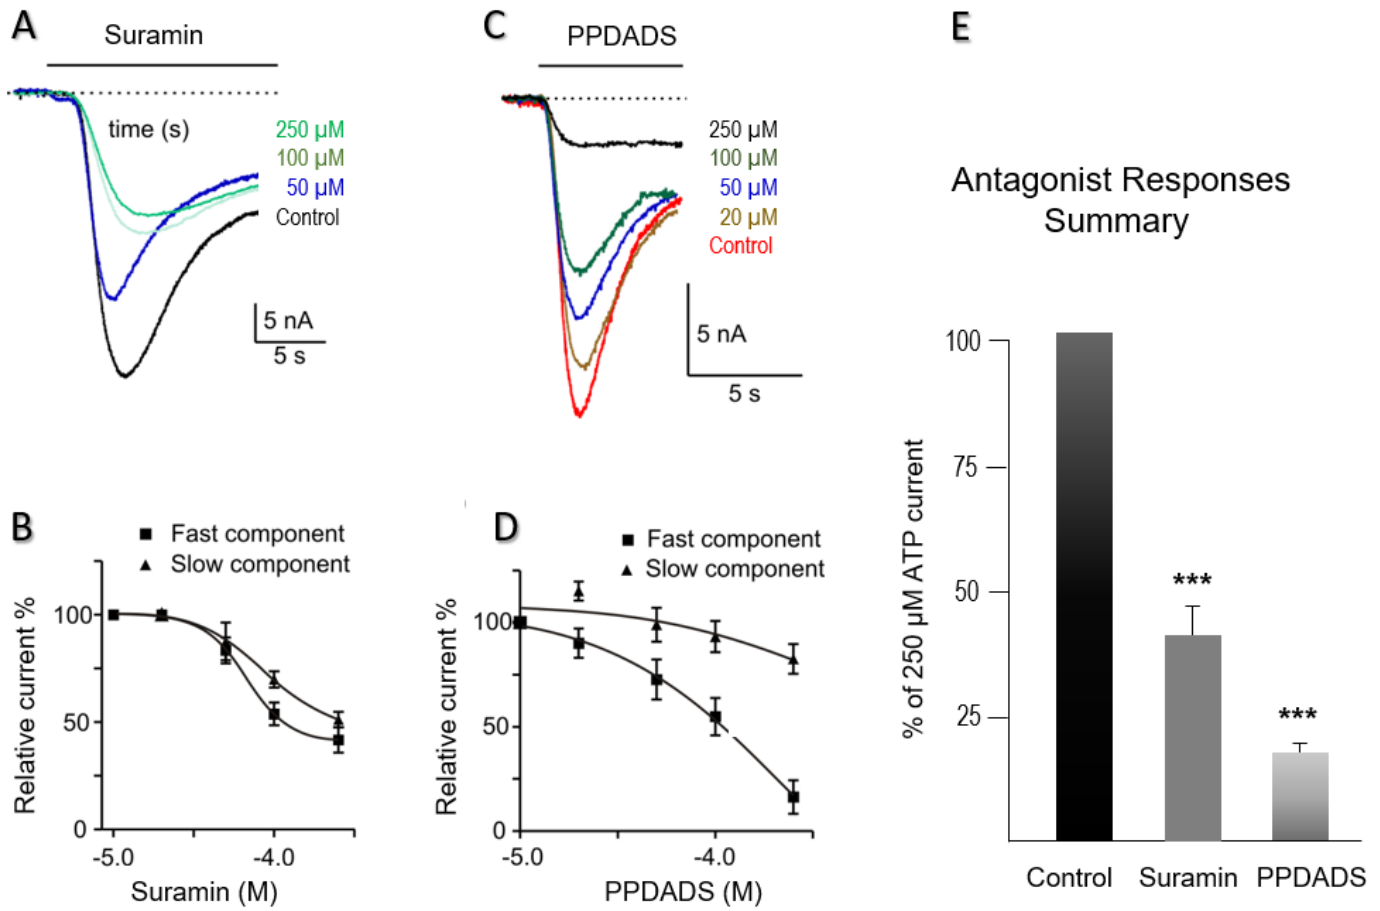 A
Suramin
time (s)
250 µM
100 µM
50 µM
Control
5 nA
5 s
C
PPDADS
250 µM
100 µM
50 µM
20 µM
Control
5 nA
5 s
B
Fast component
Slow component
Relative current %
100
50
0
-5.0
-4.0
Suramin (M)
D
Fast component
Slow component
Relative current %
100
50
0
-5.0
-4.0
PPDADS (M)
E
Antagonist Responses
Summary
% of 250 µM ATP current
100
75
50
25
***
***
Control
Suramin
PPDADS